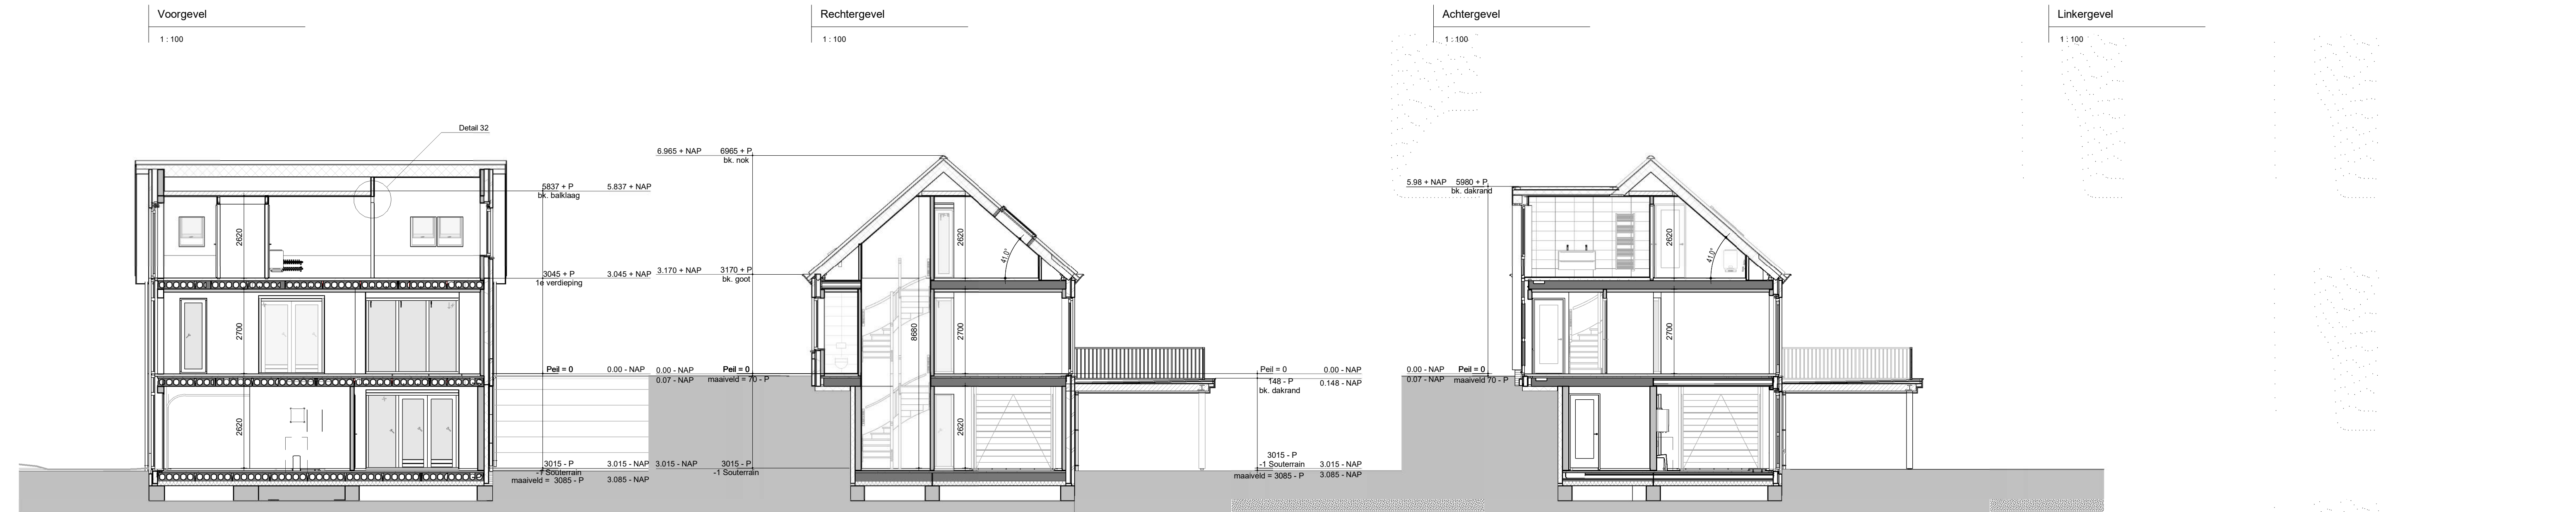 Voorgevel
1 : 100
Rechtergevel
1 : 100
Achtergevel
1 : 100
Linkergevel
1 : 100
Detail 32
5837 + P
5.837 + NAP
bk. balklaag
3045 + P
3.045 + NAP
1e verdieping
Peil = 0
0.00 - NAP
3015 - P
3.015 - NAP
-1 Souterrain
maaiveld = 3085 - P
3.085 - NAP
2620
2700
2620
6.965 + NAP
6965 + P
bk. nok
3.170 + NAP
3170 + P
bk. goot
0.00 - NAP
Peil = 0
0.07 - NAP
maaiveld = 70 - P
3.015 - NAP
3015 - P
-1 Souterrain
2620
41.0°
8680
2700
2620
Peil = 0
0.00 - NAP
148 - P
0.148 - NAP
bk. dakrand
3015 - P
-1 Souterrain
3.015 - NAP
maaiveld = 3085 - P
3.085 - NAP
5.98 + NAP
5980 + P
bk. dakrand
0.00 - NAP
Peil = 0
0.07 - NAP
maaiveld 70 - P
2620
41.0°
2700